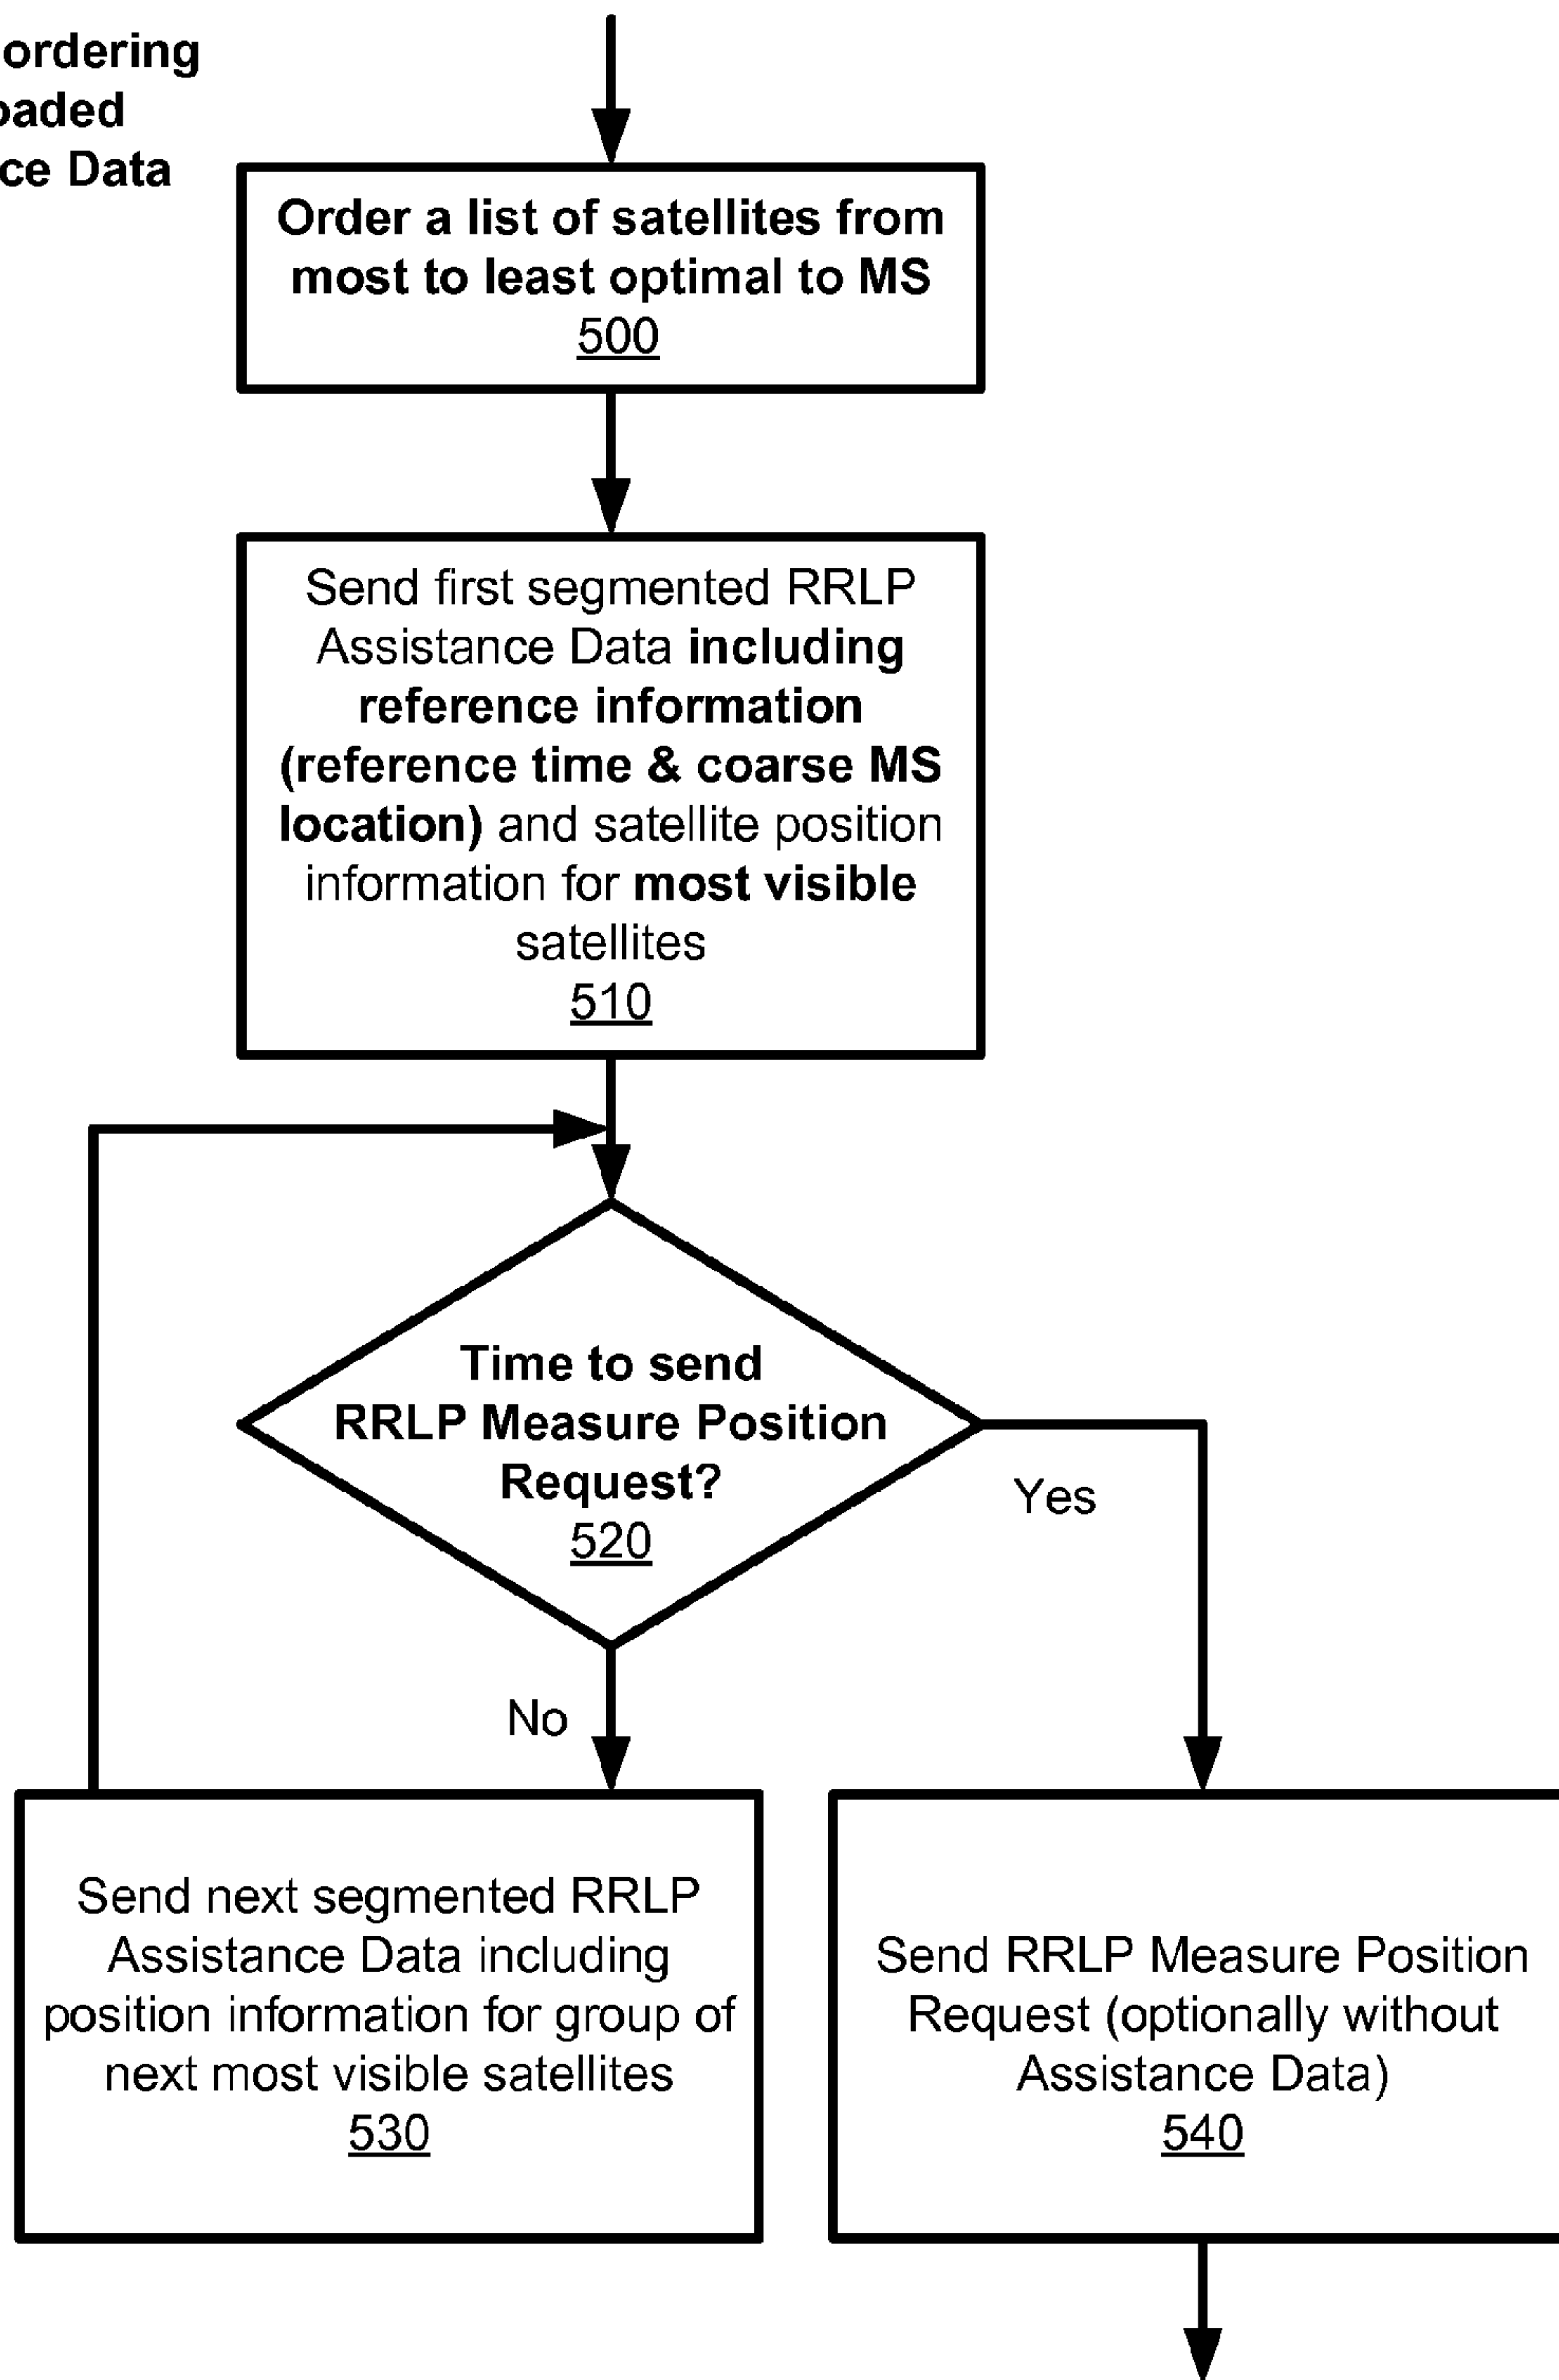 ordering
oaded
ce Data
Order a list of satellites from
most to least optimal to MS
500
Send first segmented RRLP
Assistance Data including
reference information
(reference time & coarse MS
location) and satellite position
information for most visible
satellites
510
Time to send
RRLP Measure Position
Request?
520
Yes
No
Send next segmented RRLP
Assistance Data including
position information for group of
next most visible satellites
530
Send RRLP Measure Position
Request (optionally without
Assistance Data)
540